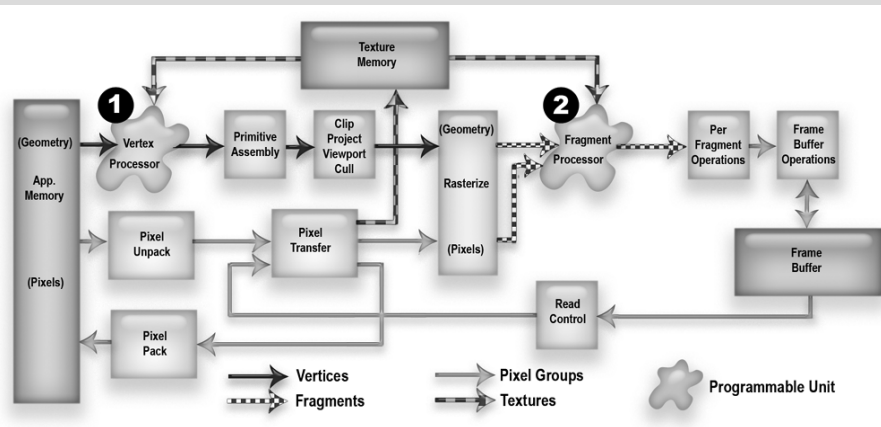 Texture
Memory
1
2
(Geometry)
App.
Memory
(Pixels)
Vertex
Processor
Primitive
Assembly
Clip
Project
Viewport
Cull
(Geometry)
Rasterize
(Pixels)
Fragment
Processor
Per
Fragment
Operations
Frame
Buffer
Operations
Pixel
Unpack
Pixel
Transfer
Frame
Buffer
Read
Control
Pixel
Pack
Vertices
Fragments
Pixel Groups
Textures
Programmable Unit